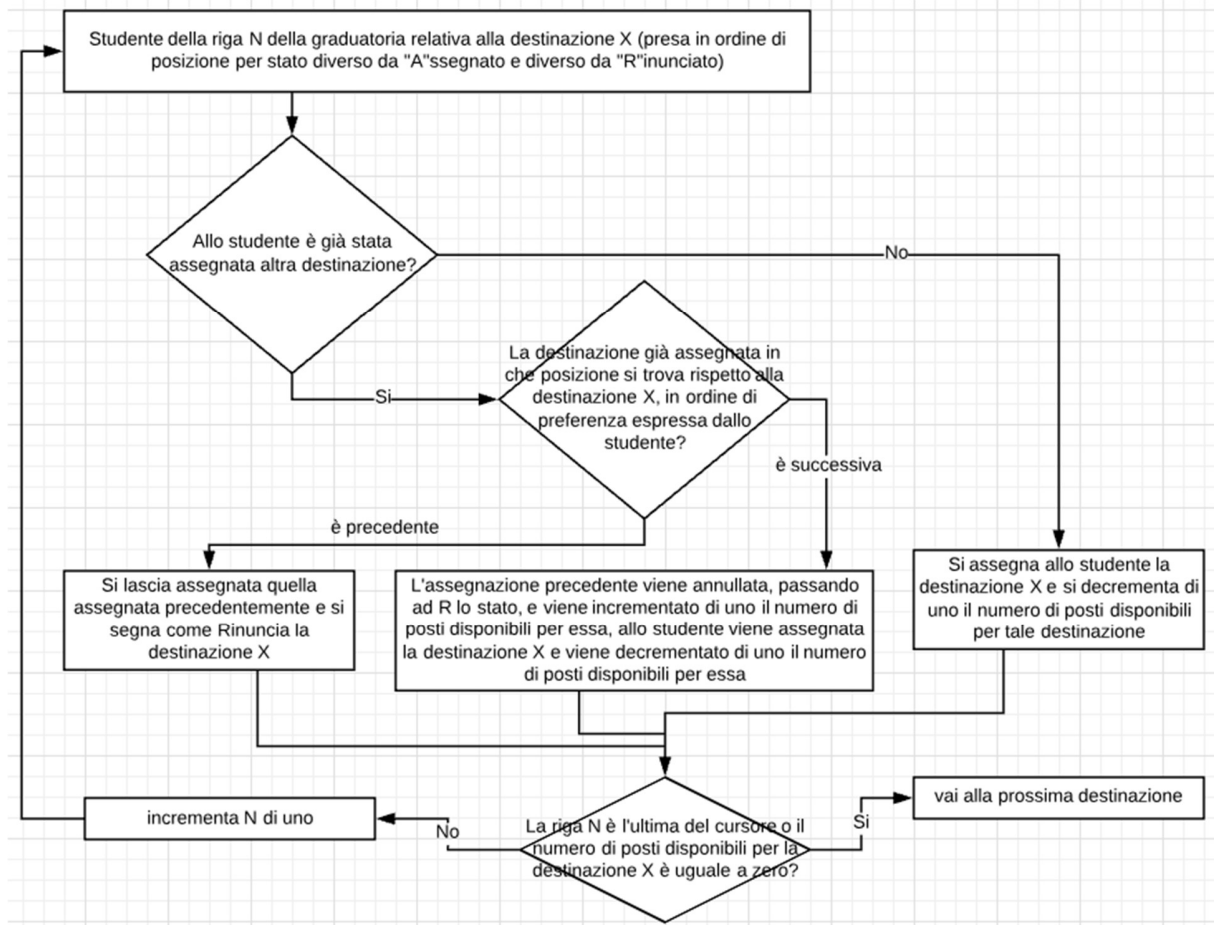 Studente della riga N della graduatoria relativa alla destinazione X (presa in ordine di
posizione per stato diverso da "A"ssegnato e diverso da "R"inunciato)
Allo studente è già stata
assegnata altra destinazione?
No
Si
La destinazione già assegnata in
che posizione si trova rispetto alla
destinazione X, in ordine di
preferenza espressa dallo
studente?
è successiva
è precedente
Si lascia assegnata quella
assegnata precedentemente e si
segna come Rinuncia la
destinazione X
L'assegnazione precedente viene annullata, passando
ad R lo stato, e viene incrementato di uno il numero di
posti disponibili per essa, allo studente viene assegnata
la destinazione X e viene decrementato di uno il numero
di posti disponibili per essa
Si assegna allo studente la
destinazione X e si decrementa di
uno il numero di posti disponibili
per tale destinazione
La riga N è l'ultima del cursore o il
numero di posti disponibili per la
destinazione X è uguale a zero?
No
incrementa N di uno
Si
vai alla prossima destinazione